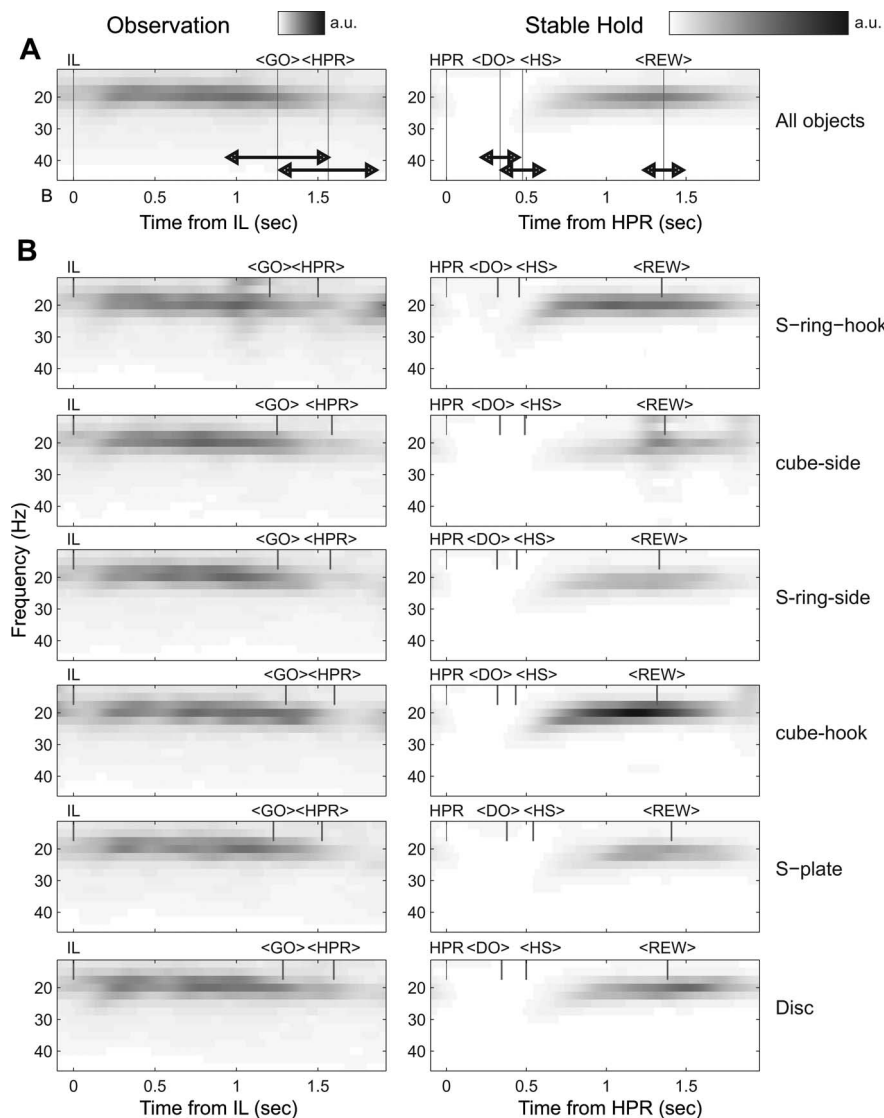 Observation a.u. Stable Hold a.u.
A
IL <GO> <HPR> HPR <DO> <HS> <REW>
20 20
30 30
40 40
All objects
B 0 0.5 1 1.5 0 0.5 1 1.5
Time from IL (sec) Time from HPR (sec)
B
IL <GO> <HPR> HPR <DO> <HS> <REW>
20 20
30 30
40 40
S-ring-hook
IL <GO> <HPR> HPR <DO> <HS> <REW>
20 20
30 30
40 40
cube-side
Frequency (Hz)
IL <GO> <HPR> HPR <DO> <HS> <REW>
20 20
30 30
40 40
S-ring-side
IL <GO> <HPR> HPR <DO> <HS> <REW>
20 20
30 30
40 40
cube-hook
IL <GO> <HPR> HPR <DO> <HS> <REW>
20 20
30 30
40 40
S-plate
IL <GO> <HPR> HPR <DO> <HS> <REW>
20 20
30 30
40 40
Disc
0 0.5 1 1.5 0 0.5 1 1.5
Time from IL (sec) Time from HPR (sec)